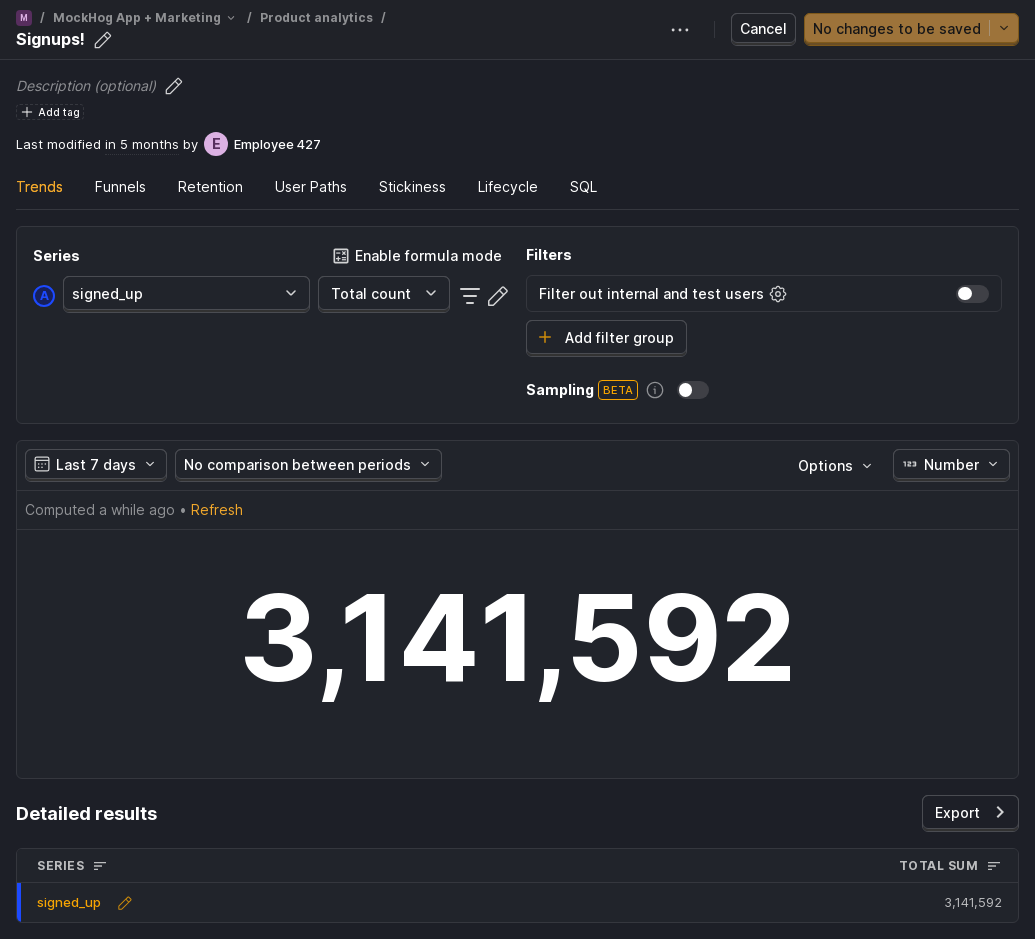 M / MockHog App + Marketing / Product analytics /
Signups!
Cancel
No changes to be saved
Description (optional)
Add tag
Last modified in 5 months by E Employee 427
Trends Funnels Retention User Paths Stickiness Lifecycle SQL
Series
Enable formula mode
A signed_up Total count
Filters
Filter out internal and test users
Add filter group
Sampling BETA
Last 7 days No comparison between periods Options 123 Number
Computed a while ago • Refresh
3,141,592
Detailed results
Export
SERIES TOTAL SUM
signed_up 3,141,592